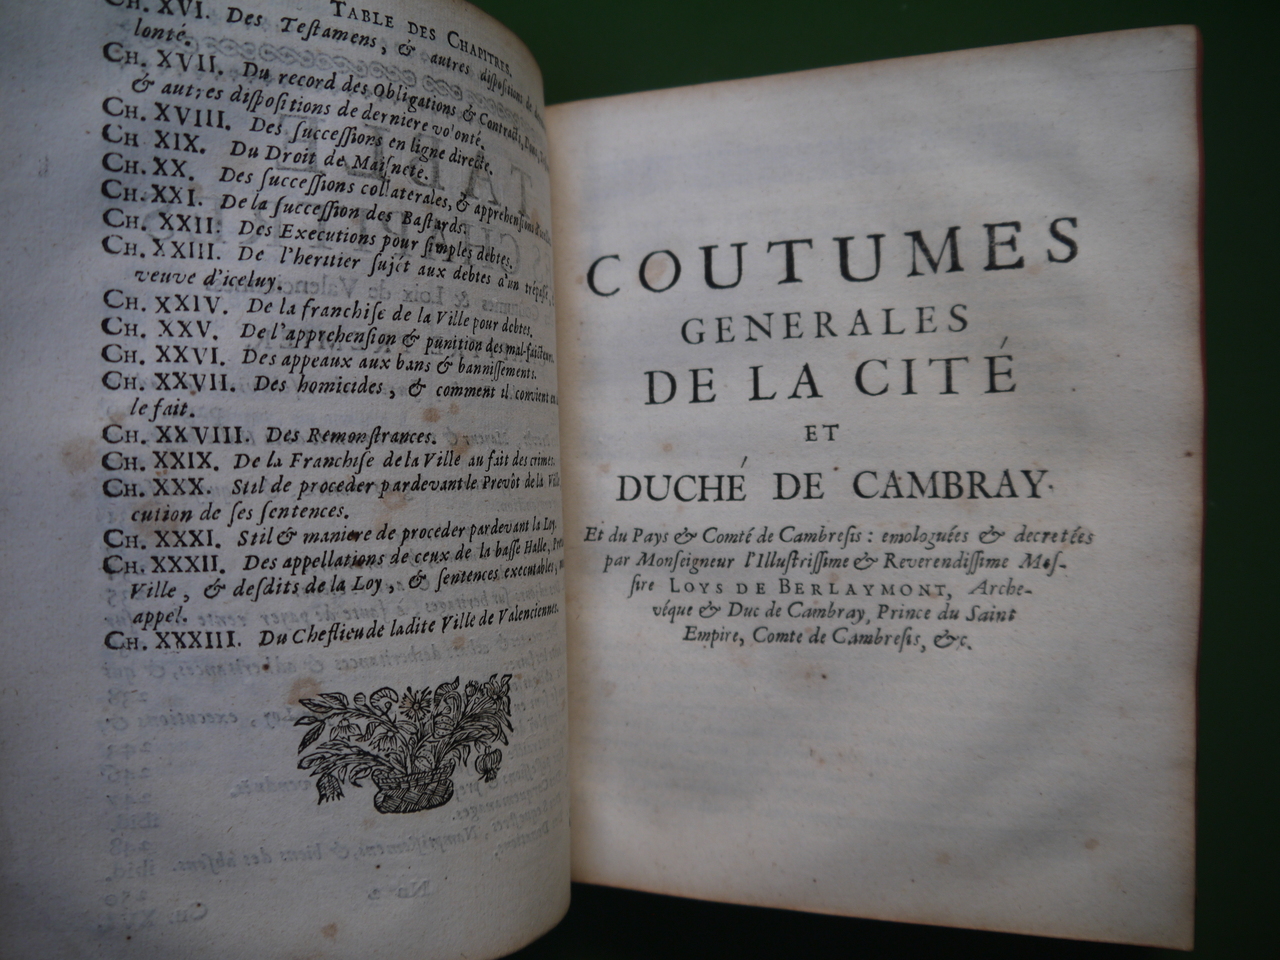 TABLE DES CHAPITRES.
CH. XVI. Des Teſtamens, & autres diſpoſitions de
lonté.
CH. XVII. Du record des Obligations & Contracts, Dons,
& autres diſpoſitions de derniere vo'onté.
CH. XVIII. Des ſucceſſions en ligne directe.
CH. XIX. Du Droit de Maiſneté.
CH. XX. Des ſucceſſions collaterales, & apprehenſions
CH. XXI. De la ſucceſſion des Baſtards.
CH. XXII. Des Executions pour ſimples debtes.
CH. XXIII. De l'heritier ſujét aux debtes d'un trépaſſé,
veuve d'iceluy.
CH. XXIV. De la franchiſe de la Ville pour debtes.
CH. XXV. De l'apprehenſion & punition des mal-faicteurs.
CH. XXVI. Des appeaux aux bans & banniſſements.
CH. XXVII. Des homicides, & comment il convient
le fait.
CH. XXVIII. Des Remonſtrances.
CH. XXIX. De la Franchiſe de la Ville au fait des crimes.
CH. XXX. Stil de proceder pardevant le Prevôt de la
cution de ſes ſentences.
CH. XXXI. Stil & maniere de proceder pardevant la Loy.
CH. XXXII. Des appellations de ceux de la baſſe Halle,
Ville, & deſdits de la Loy, & ſentences executables,
appel.
CH. XXXIII. Du Cheflieu de ladite Ville de Valenciennes.
COUTUMES
GENERALES
DE LA CITÉ
ET
DUCHÉ DE CAMBRAY.
Et du Pays & Comté de Cambreſis : emologuées & decretées
par Monſeigneur l'Illuſtriſſime & Reverendiſſime Meſ-
ſire LOYS DE BERLAYMONT, Arche-
véque & Duc de Cambray, Prince du Saint
Empire, Comte de Cambreſis, &c.